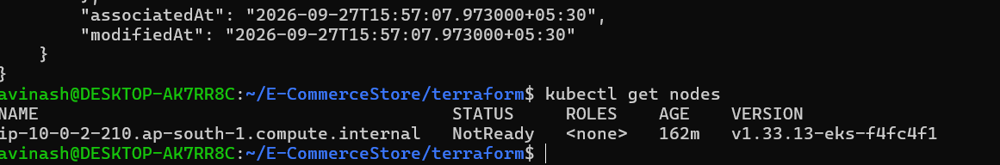 "associatedAt": "2026-09-27T15:57:07.973000+05:30",
"modifiedAt": "2026-09-27T15:57:07.973000+05:30"
}
}
avinash@DESKTOP-AK7RR8C:~/E-CommerceStore/terraform$ kubectl get nodes
NAME STATUS ROLES AGE VERSION
ip-10-0-2-210.ap-south-1.compute.internal NotReady <none> 162m v1.33.13-eks-f4fc4f1
avinash@DESKTOP-AK7RR8C:~/E-CommerceStore/terraform$